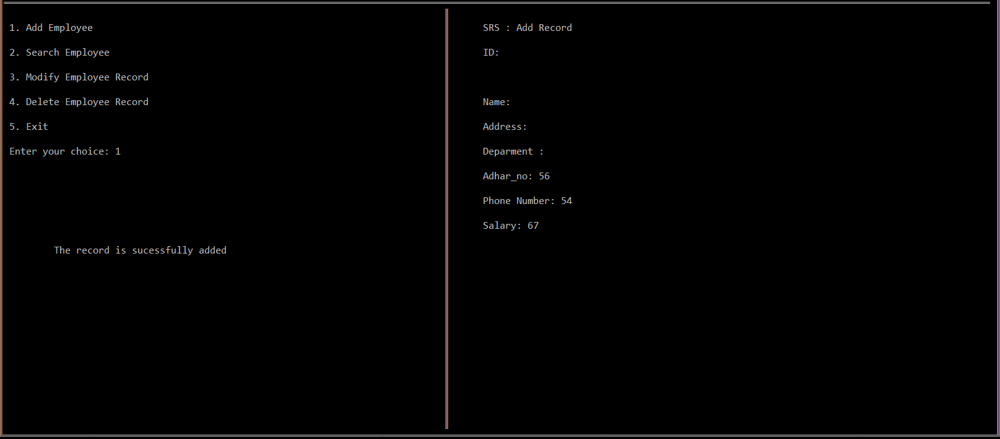 1. Add Employee
2. Search Employee
3. Modify Employee Record
4. Delete Employee Record
5. Exit
Enter your choice: 1
The record is sucessfully added
SRS : Add Record
ID:
Name:
Address:
Deparment :
Adhar_no: 56
Phone Number: 54
Salary: 67